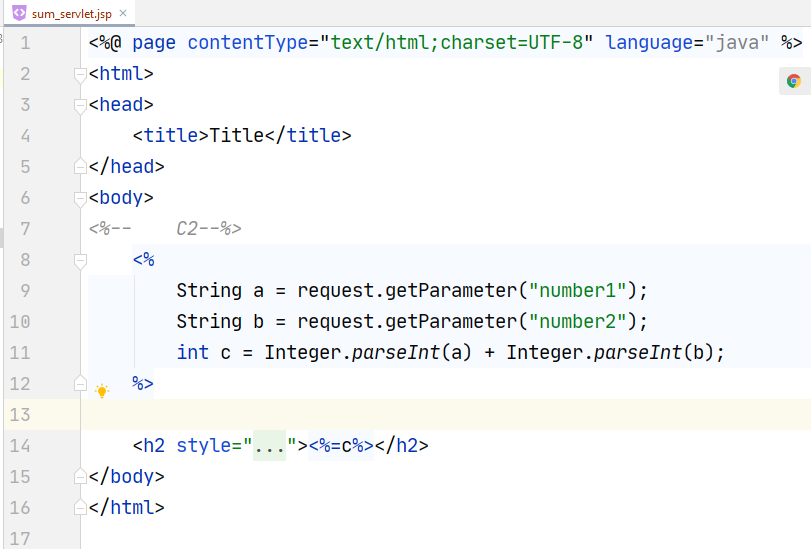 sum_servlet.jsp
1 <%@ page contentType="text/html;charset=UTF-8" language="java" %>
2 <html>
3 <head>
4     <title>Title</title>
5 </head>
6 <body>
7 <%--    C2--%>
8     <%
9         String a = request.getParameter("number1");
10         String b = request.getParameter("number2");
11         int c = Integer.parseInt(a) + Integer.parseInt(b);
12     %>
13
14     <h2 style="..."><%=c%></h2>
15 </body>
16 </html>
17